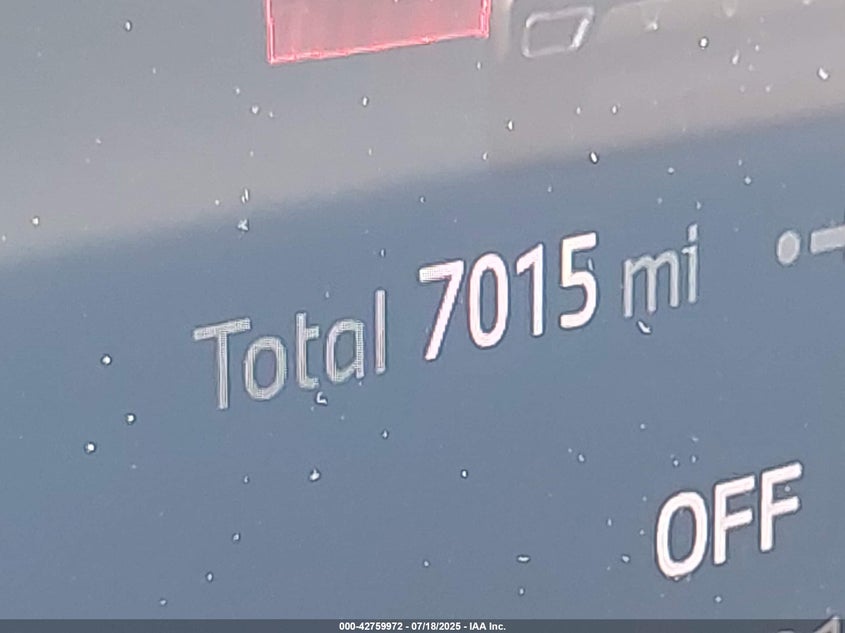 Total 7015 mi
OFF
000-42759972 - 07/18/2025 - IAA Inc.